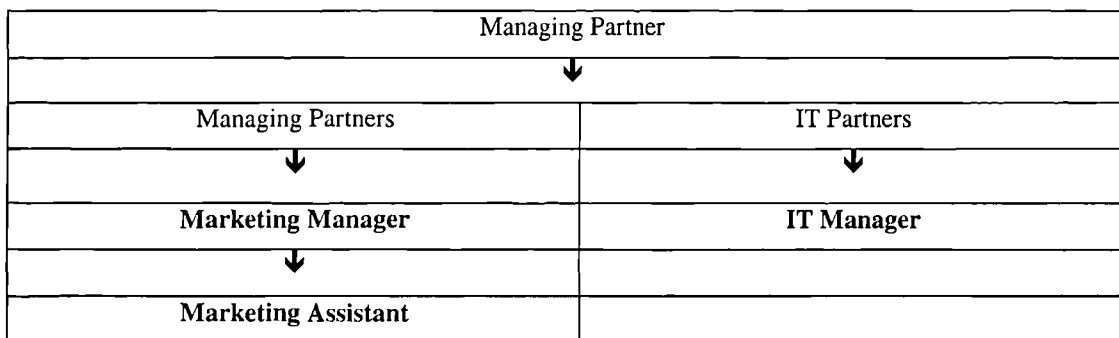 Managing Partner
Managing Partners
IT Partners
Marketing Manager
IT Manager
Marketing Assistant